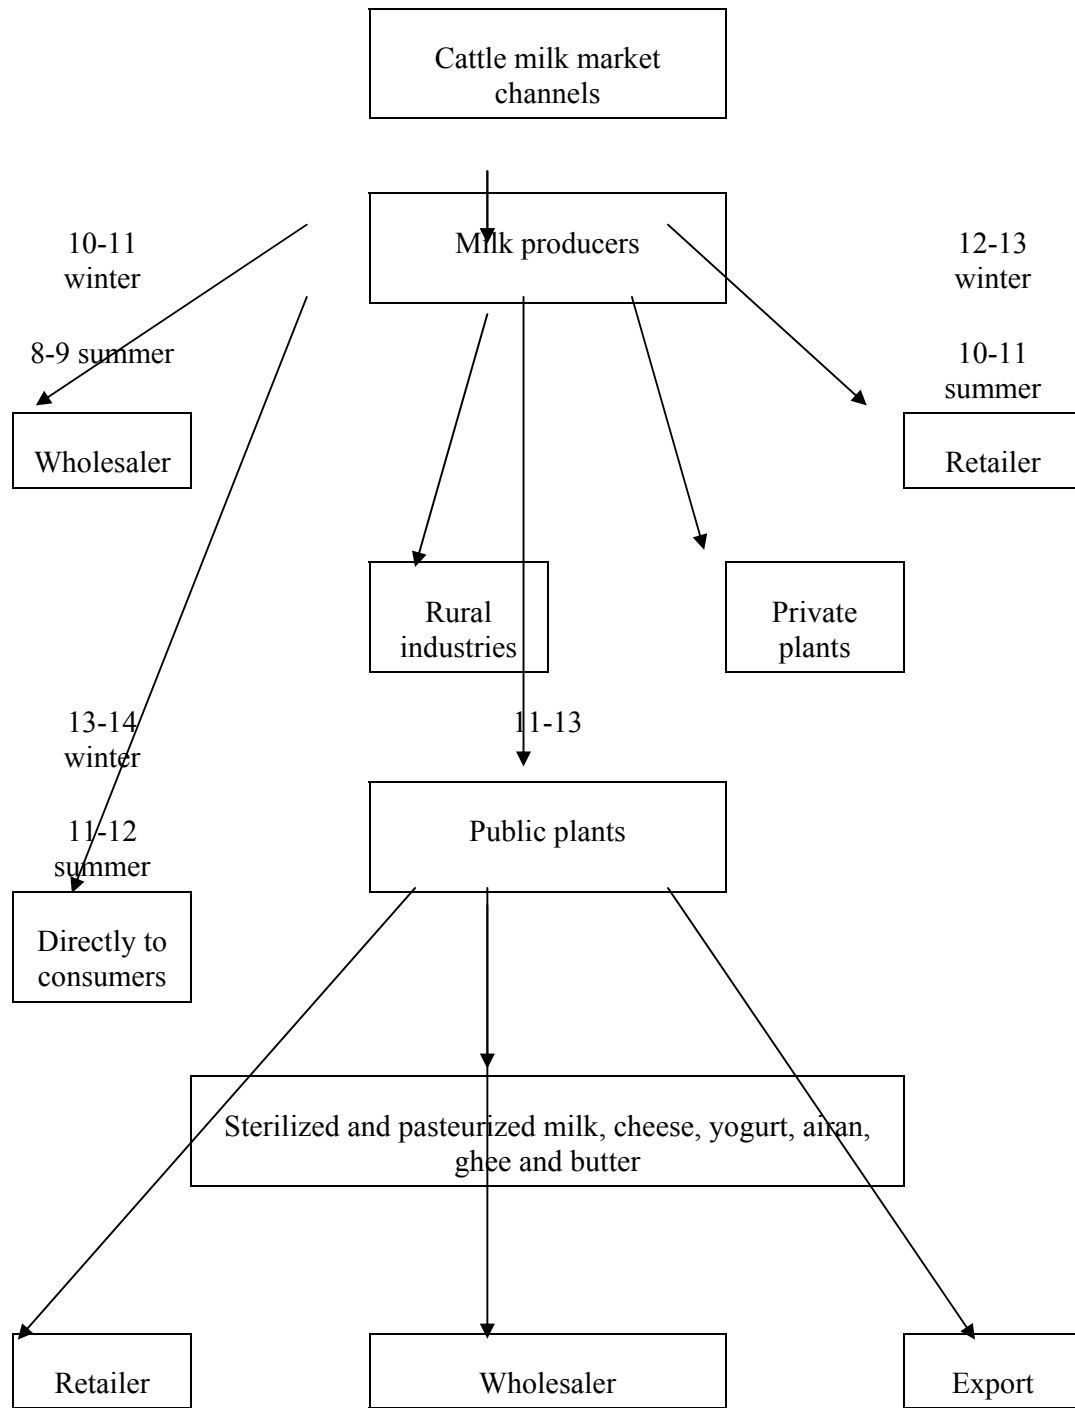 Cattle milk market
channels
Milk producers
10-11
winter
8-9 summer
12-13
winter
10-11
summer
Wholesaler
Retailer
Rural
industries
Private
plants
13-14
winter
11-12
summer
11-13
Public plants
Directly to
consumers
Sterilized and pasteurized milk, cheese, yogurt, airan,
ghee and butter
Retailer
Wholesaler
Export